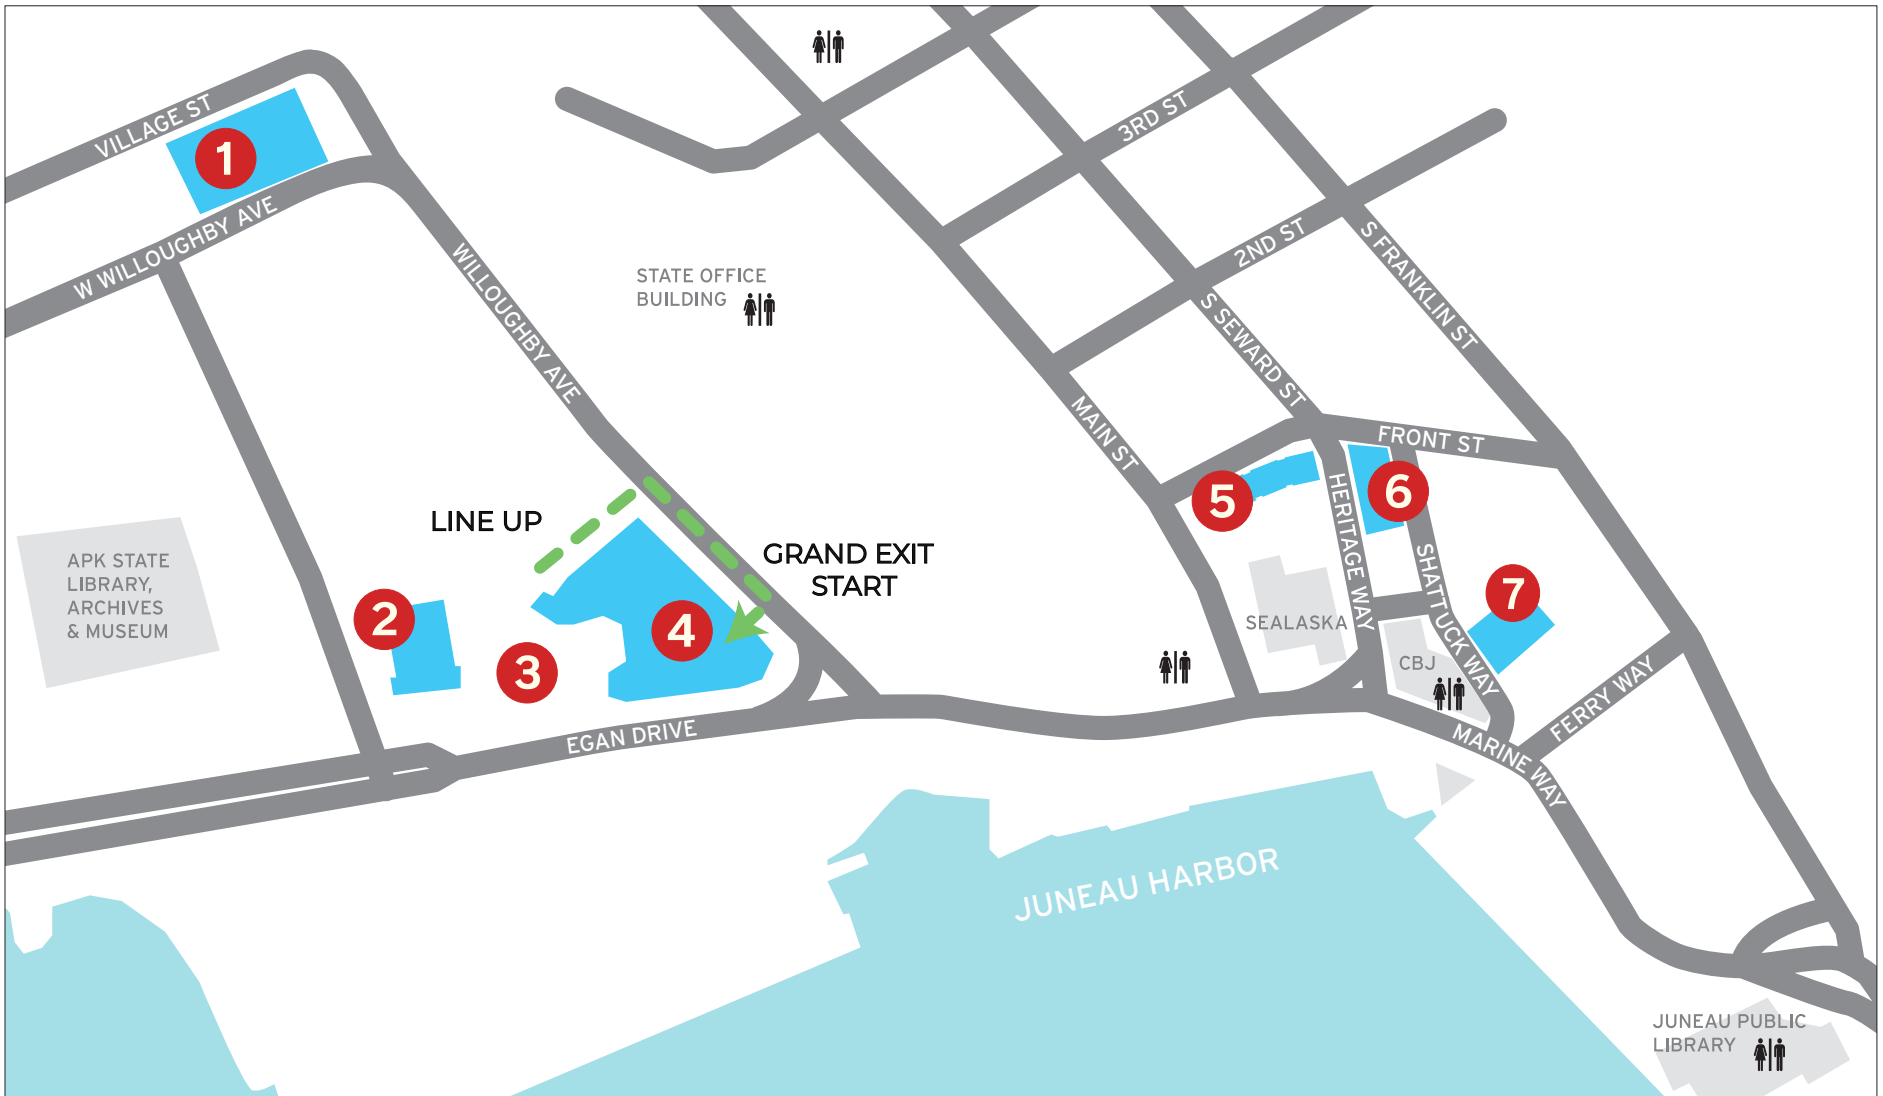 VILLAGE ST
1
W WILLOUGHBY AVE
WILLOUGHBY AVE
STATE OFFICE
BUILDING
3RD ST
2ND ST
S FRANKLIN ST
S SEWARD ST
MAIN ST
FRONT ST
HERITAGE WAY
SHATTUCK WAY
5
6
7
LINE UP
GRAND EXIT
START
APK STATE
LIBRARY,
ARCHIVES
& MUSEUM
2
3
4
SEALASKA
CBJ
FERRY WAY
MARINE WAY
EGAN DRIVE
JUNEAU HARBOR
JUNEAU PUBLIC
LIBRARY